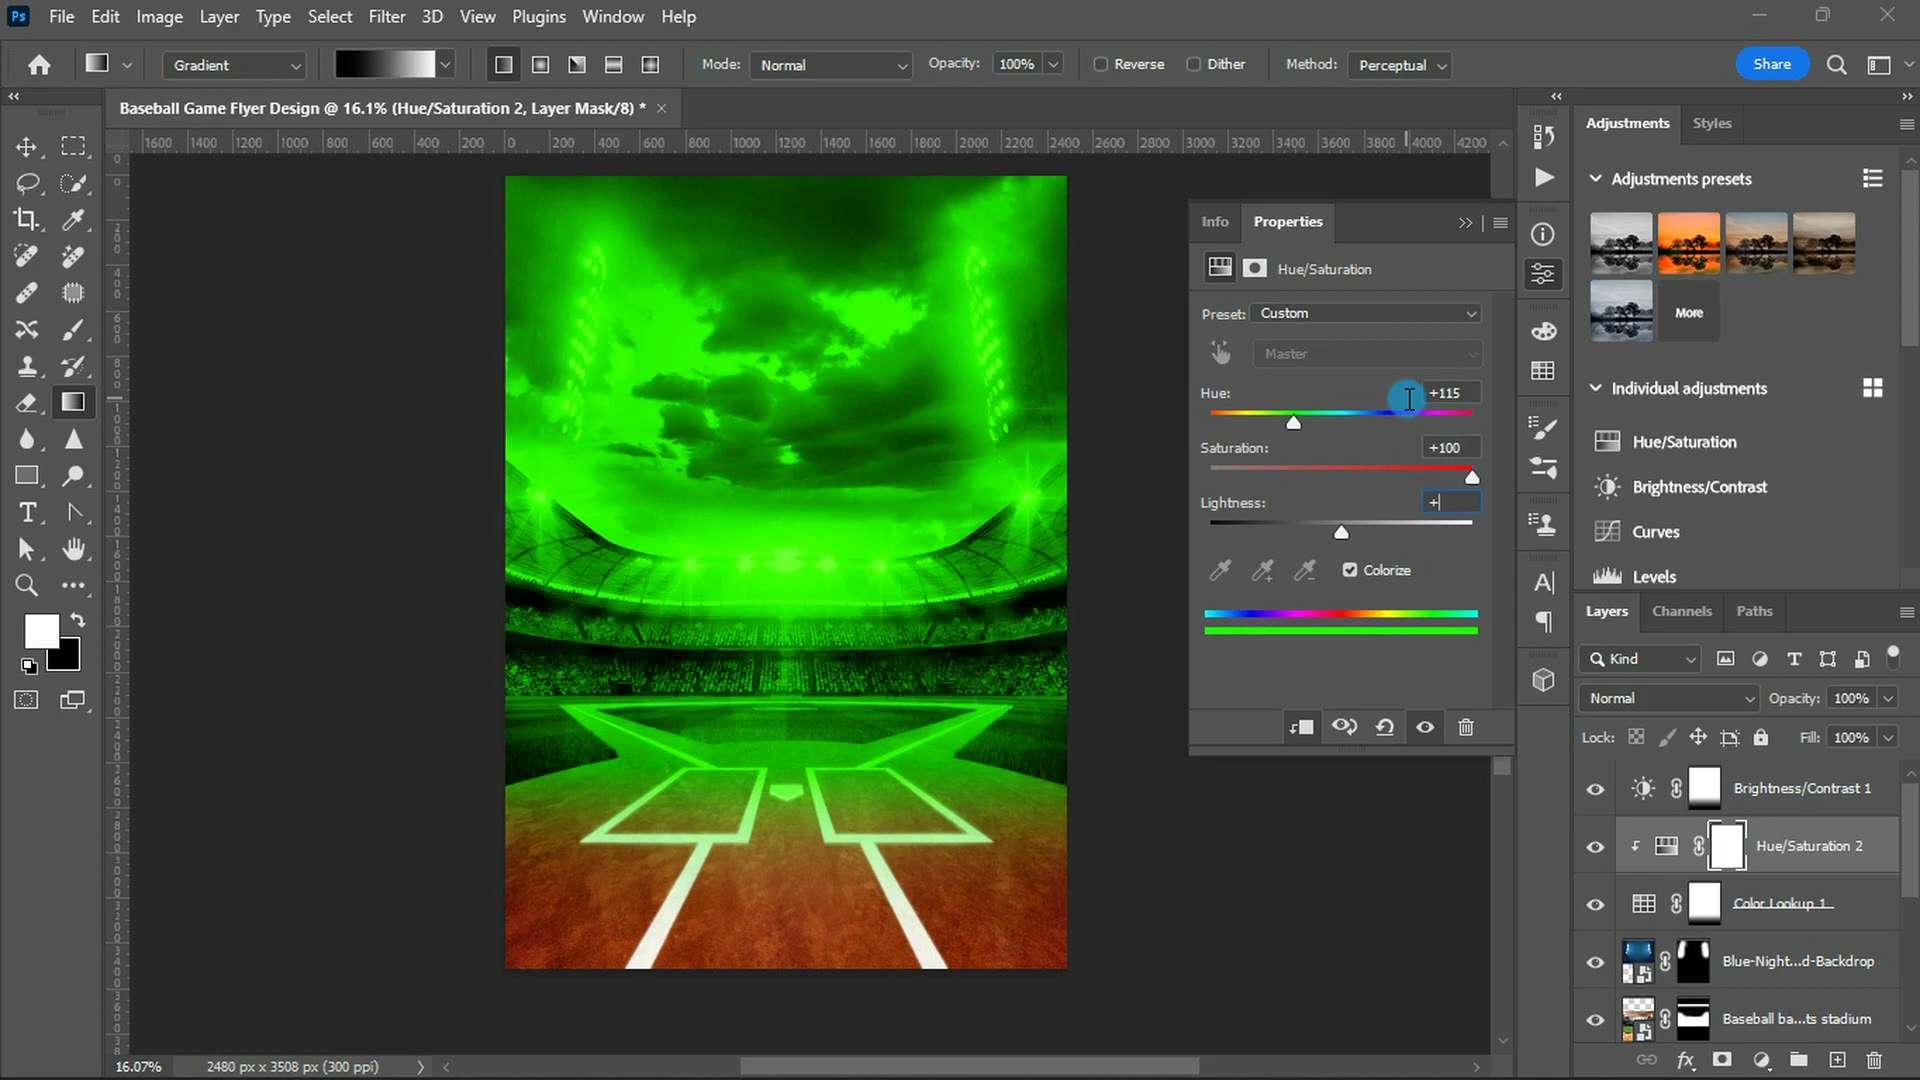 Ps File Edit Image Layer Type Select Filter 3D View Plugins Window Help
Gradient Mode: Normal Opacity: 100% Reverse Dither Method: Perceptual Share
Baseball Game Flyer Design @ 16.1% (Hue/Saturation 2, Layer Mask/8) *
1600 1400 1200 1000 800 600 400 200 0 200 400 600 800 1000 1200 1400 1600 1800 2000 2200 2400 2600 2800 3000 3200 3400 3600 3800 4000 4200
Info Properties
Hue/Saturation
Preset: Custom
Master
Hue: +115
Saturation: +100
Lightness: +
Colorize
Adjustments Styles
Adjustments presets
More
Individual adjustments
Hue/Saturation
Brightness/Contrast
Curves
Levels
Layers Channels Paths
Kind
Normal Opacity: 100%
Lock: Fill: 100%
Brightness/Contrast 1
Hue/Saturation 2
Color Lookup 1
Blue-Night...d-Backdrop
Baseball ba...ts stadium
16.07% 2480 px x 3508 px (300 ppi)